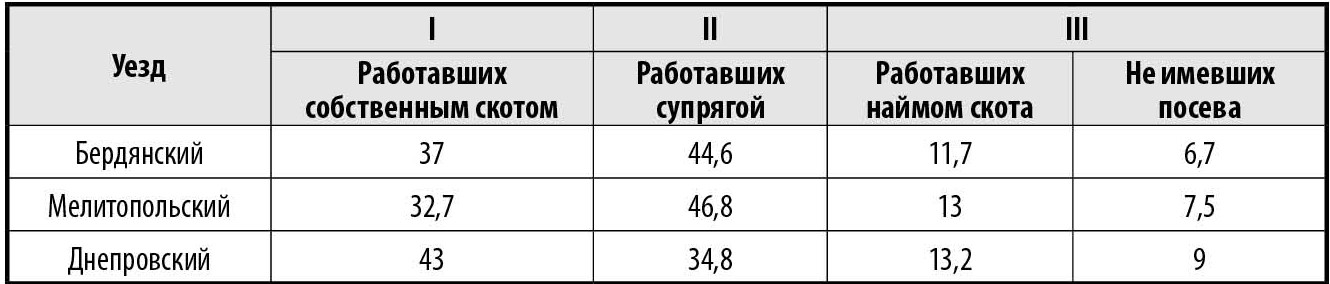 Уезд
I
II
III
Работавших
собственным скотом
Работавших
супрягой
Работавших
наймом скота
Не имевших
посева
Бердянский 37 44,6 11,7 6,7
Мелитопольский 32,7 46,8 13 7,5
Днепровский 43 34,8 13,2 9